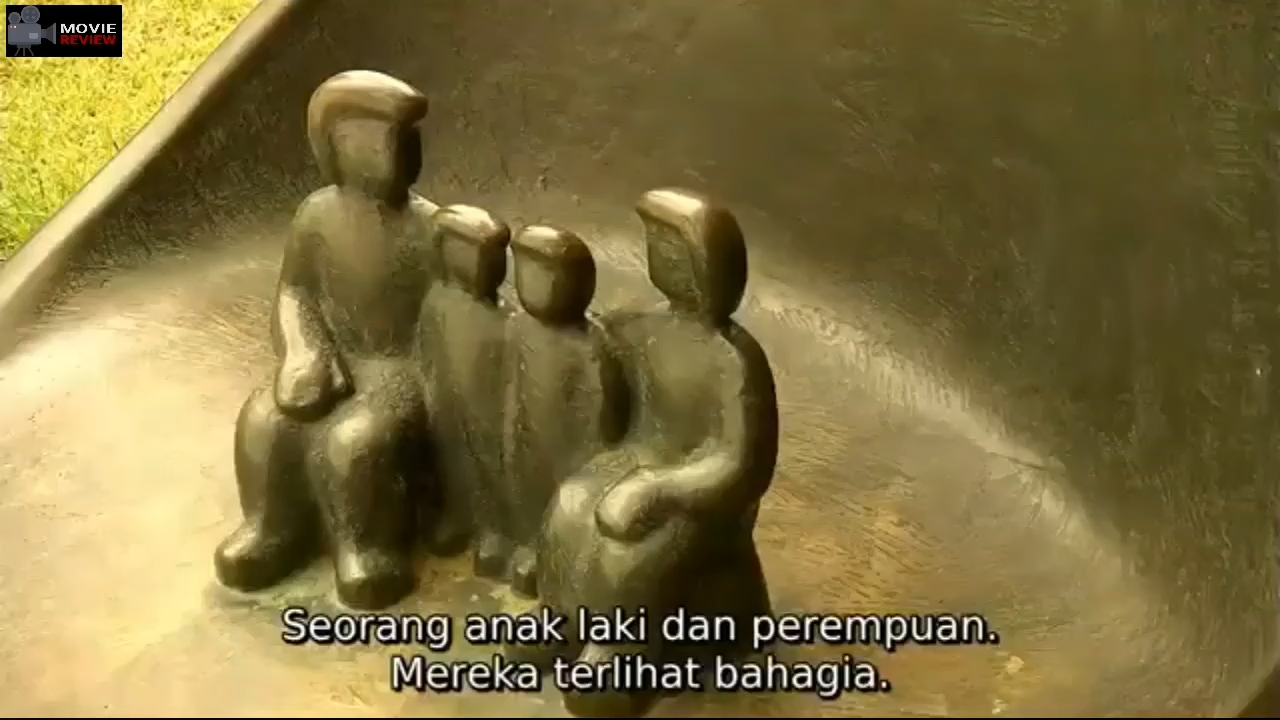 MOVIE
REVIEW
Seorang anak laki dan perempuan.
Mereka terlihat bahagia.